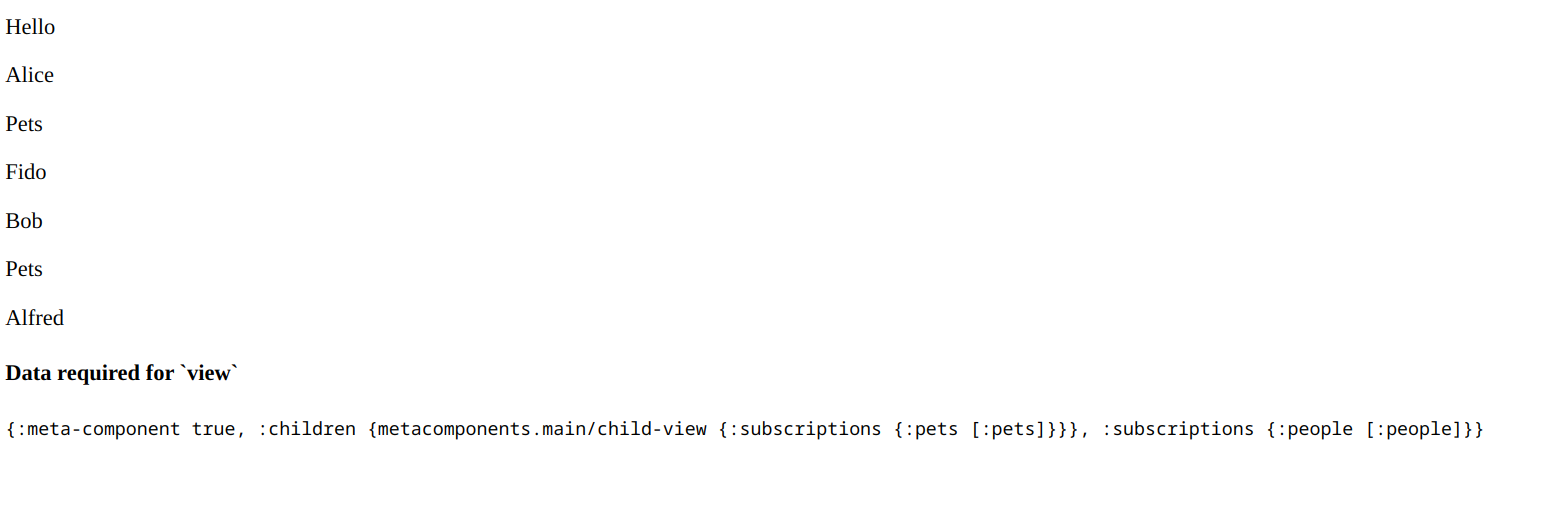 Hello
Alice
Pets
Fido
Bob
Pets
Alfred
Data required for `view`
{:meta-component true, :children {metacomponents.main/child-view {:subscriptions {:pets [:pets]}}}, :subscriptions {:people [:people]}}